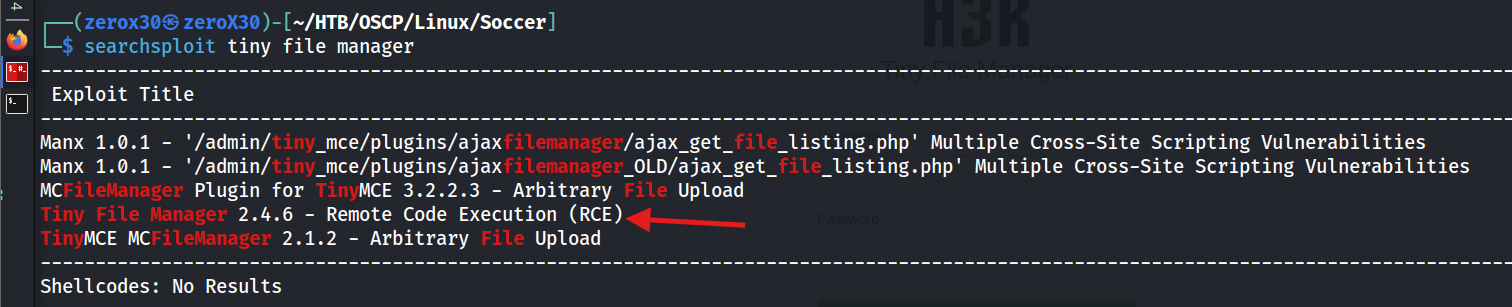 ┌──(zerox30㉿zeroX30)-[~/HTB/OSCP/Linux/Soccer]
└─$ searchsploit tiny file manager
H3K
Tiny File Manager
Exploit Title
Manx 1.0.1 - '/admin/tiny_mce/plugins/ajaxfilemanager/ajax_get_file_listing.php' Multiple Cross-Site Scripting Vulnerabilities
Manx 1.0.1 - '/admin/tiny_mce/plugins/ajaxfilemanager_OLD/ajax_get_file_listing.php' Multiple Cross-Site Scripting Vulnerabilities
MCFileManager Plugin for TinyMCE 3.2.2.3 - Arbitrary File Upload
Tiny File Manager 2.4.6 - Remote Code Execution (RCE)
Password
TinyMCE MCFileManager 2.1.2 - Arbitrary File Upload
Shellcodes: No Results